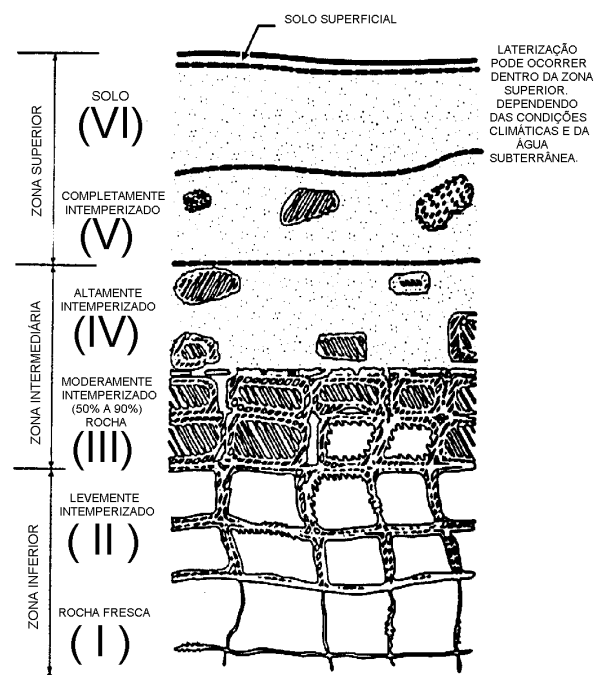 SOLO SUPERFICIAL
LATERIZAÇÃO
PODE OCORRER
DENTRO DA ZONA
SUPERIOR.
DEPENDENDO
DAS CONDIÇÕES
CLIMÁTICAS E DA
ÁGUA
SUBTERRÂNEA.
ZONA SUPERIOR
SOLO
(VI)
COMPLETAMENTE
INTEMPERIZADO
(V)
ZONA INTERMEDIÁRIA
ALTAMENTE
INTEMPERIZADO
(IV)
MODERAMENTE
INTEMPERIZADO
(50% A 90%)
ROCHA
(III)
ZONA INFERIOR
LEVEMENTE
INTEMPERIZADO
( II )
ROCHA FRESCA
( I )